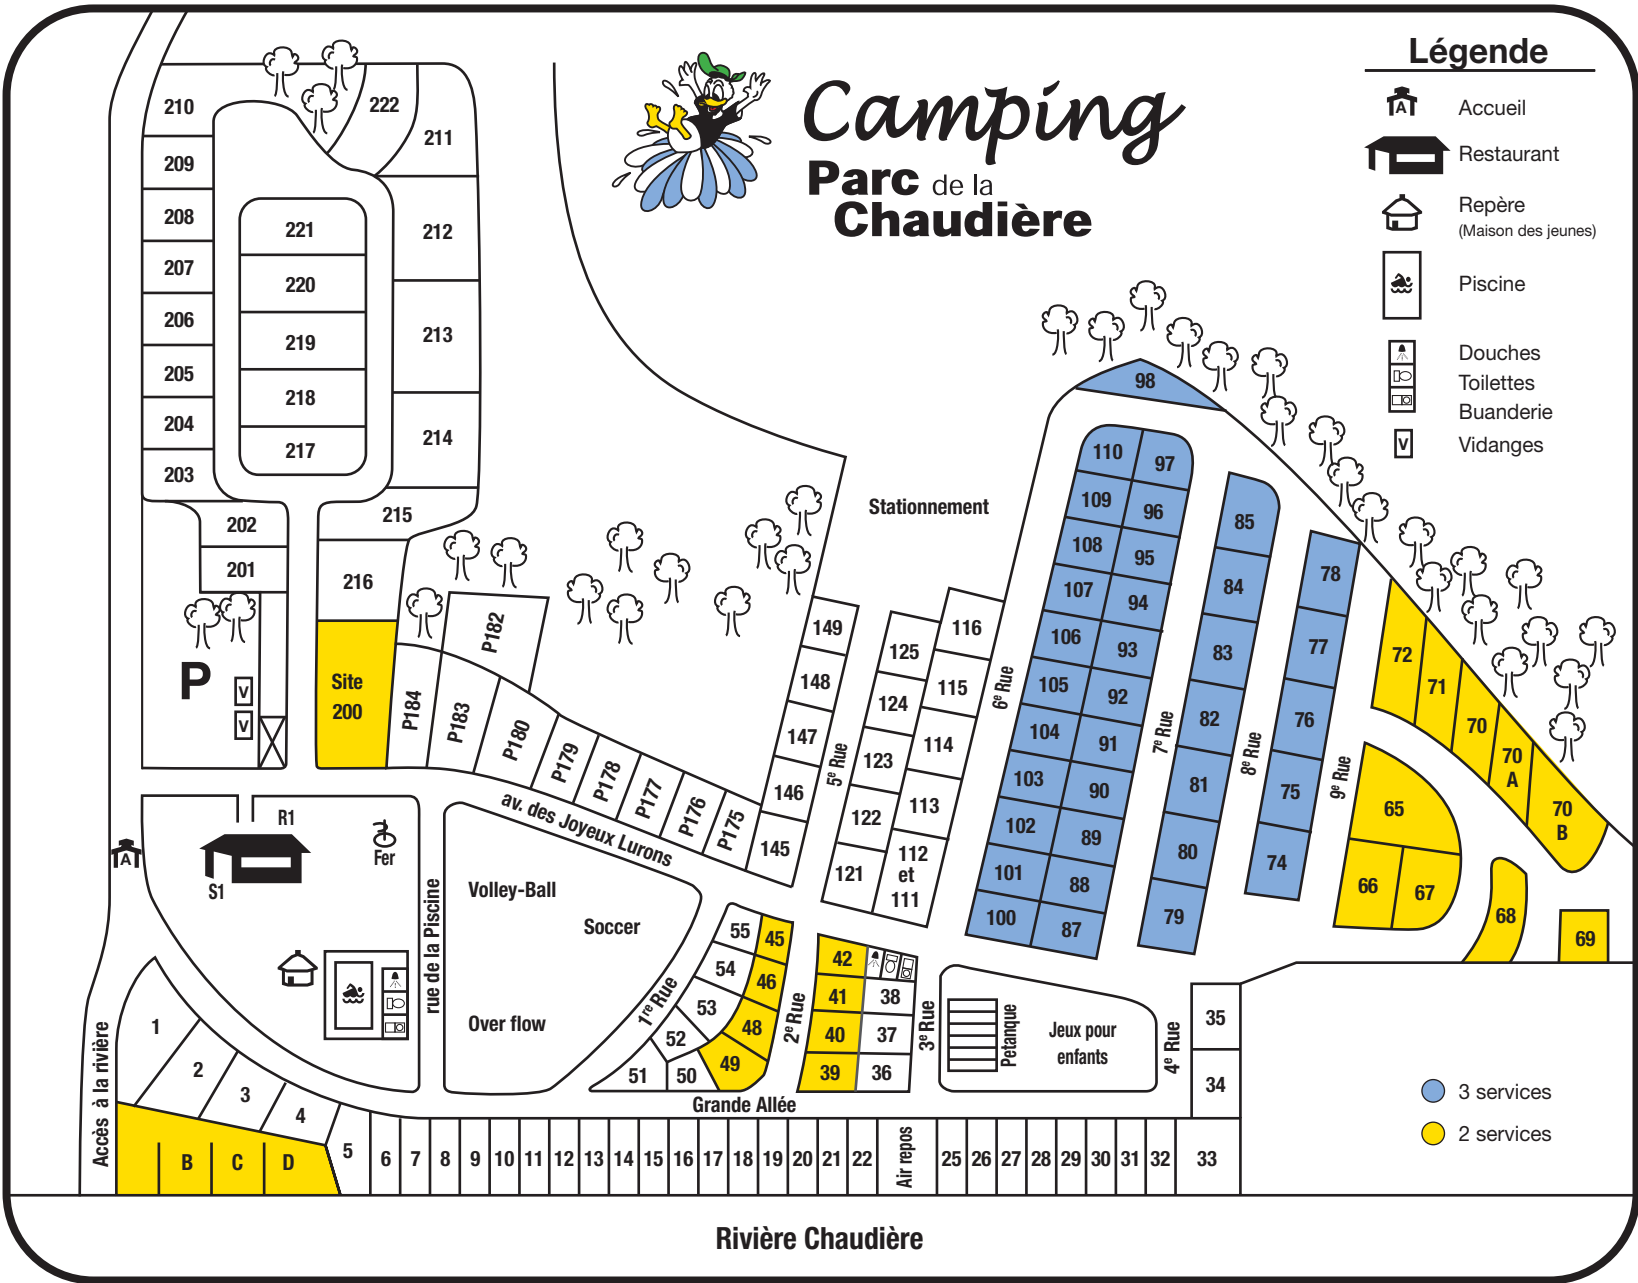 Camping
Parc de la
Chaudière
Légende
A
Accueil
Restaurant
Repère
(Maison des jeunes)
Piscine
Douches
Toilettes
Buanderie
V
Vidanges
210
209
208
207
206
205
204
203
202
201
222
211
212
213
214
215
216
221
220
219
218
217
Site
200
P
V
V
P184
P183
P182
P180
P179
P178
P177
P176
P175
av. des Joyeux Lurons
149
148
147
146
145
5e Rue
125
124
123
122
121
116
115
114
113
112
et
111
Stationnement
6e Rue
98
110
109
108
107
106
105
104
103
102
101
100
97
96
95
94
93
92
91
90
89
88
87
7e Rue
85
84
83
82
81
80
79
8e Rue
78
77
76
75
74
9e Rue
72
71
70
70
A
70
B
65
66
67
68
69
A
R1
S1
Fer
rue de la Piscine
Volley-Ball
Soccer
Over flow
1re Rue
55
54
53
52
51
50
45
46
48
49
2e Rue
42
41
40
39
38
37
36
3e Rue
Petanque
Jeux pour
enfants
4e Rue
35
34
Grande Allée
Accès à la rivière
1
2
3
4
5
B
C
D
6
7
8
9
10
11
12
13
14
15
16
17
18
19
20
21
22
Air repos
25
26
27
28
29
30
31
32
33
3 services
2 services
Rivière Chaudière